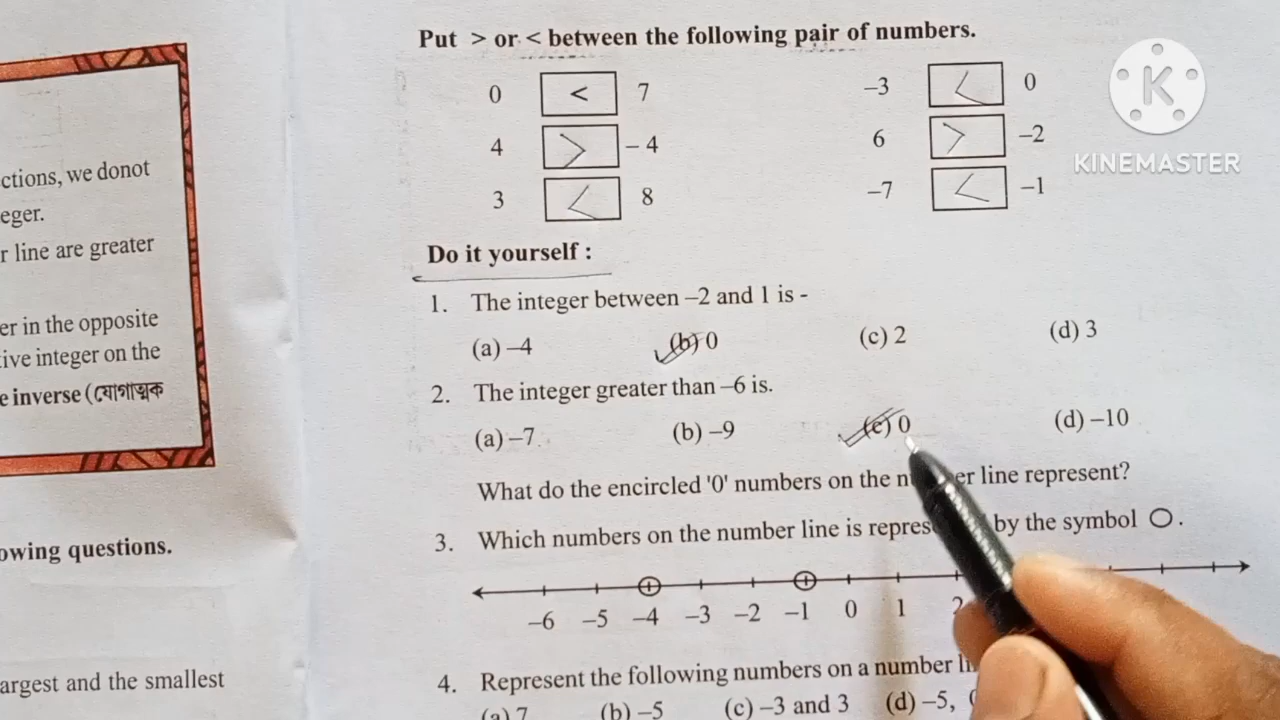 Put > or < between the following pair of numbers.
0 < 7 –3 < 0
4 > – 4 6 > –2
3 < 8 –7 < –1
K
KINEMASTER
ctions, we donot
eger.
r line are greater
er in the opposite
tive integer on the
e inverse (যোগাত্মক
owing questions.
argest and the smallest
Do it yourself :
1. The integer between –2 and 1 is -
(a) –4 (b) 0 (c) 2 (d) 3
2. The integer greater than –6 is.
(a) –7 (b) –9 (c) 0 (d) –10
What do the encircled '0' numbers on the line represent?
3. Which numbers on the number line is by the symbol O.
–6 –5 –4 –3 –2 –1 0 1 2
4. Represent the following numbers on a number
(a) 7 (b) –5 (c) –3 and 3 (d) –5,